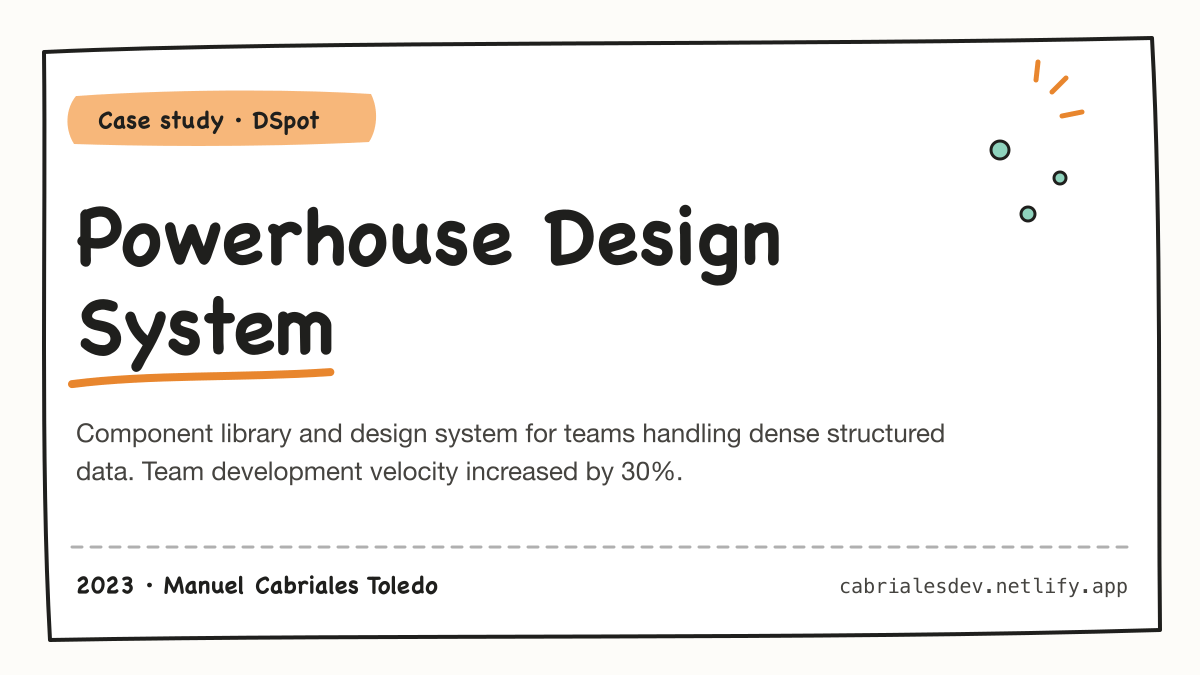 Case study · DSpot
Powerhouse Design
System
Component library and design system for teams handling dense structured
data. Team development velocity increased by 30%.
2023 · Manuel Cabriales Toledo
cabrialesdev.netlify.app